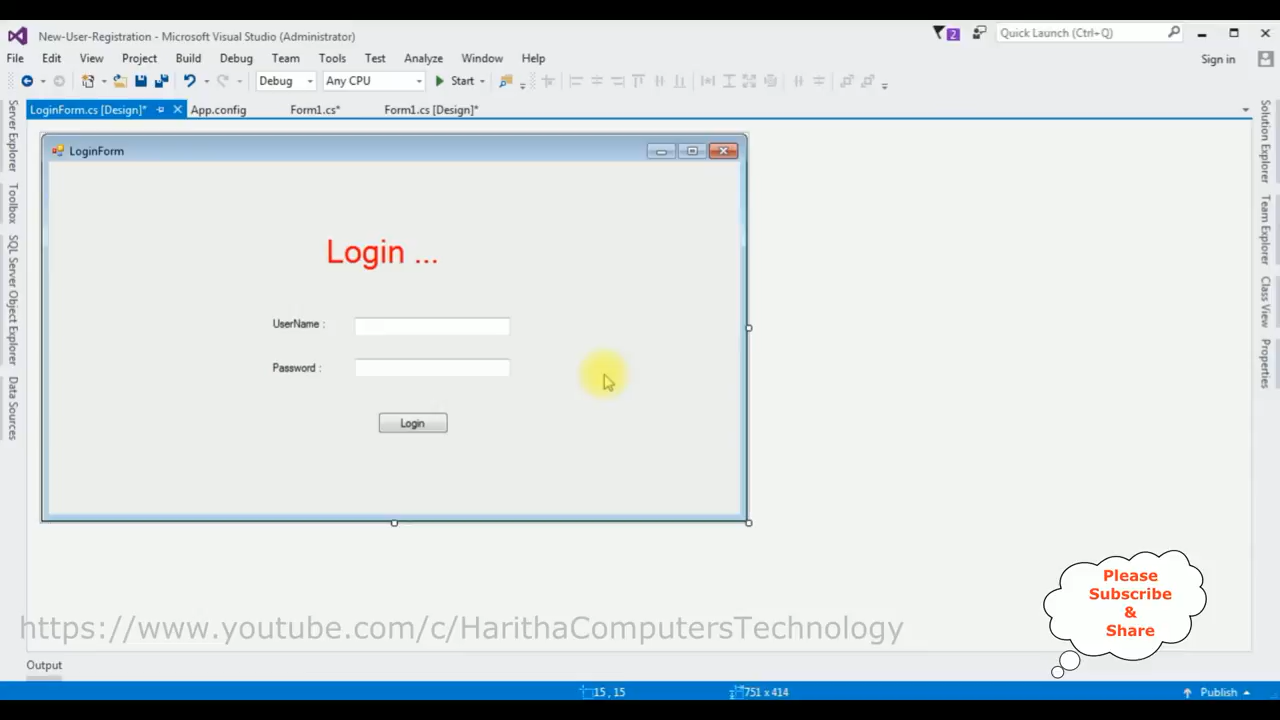 New-User-Registration - Microsoft Visual Studio (Administrator)
2
Quick Launch (Ctrl+Q)
File Edit View Project Build Debug Team Tools Test Analyze Window Help
Sign in
Debug Any CPU Start
LoginForm.cs [Design]* App.config Form1.cs* Form1.cs [Design]*
Server Explorer
Toolbox
SQL Server Object Explorer
Data Sources
LoginForm
Login ...
UserName :
Password :
Login
Solution Explorer
Team Explorer
Class View
Properties
Please
Subscribe
&
Share
https://www.youtube.com/c/HarithaComputersTechnology
Output
15 , 15
751 x 414
Publish